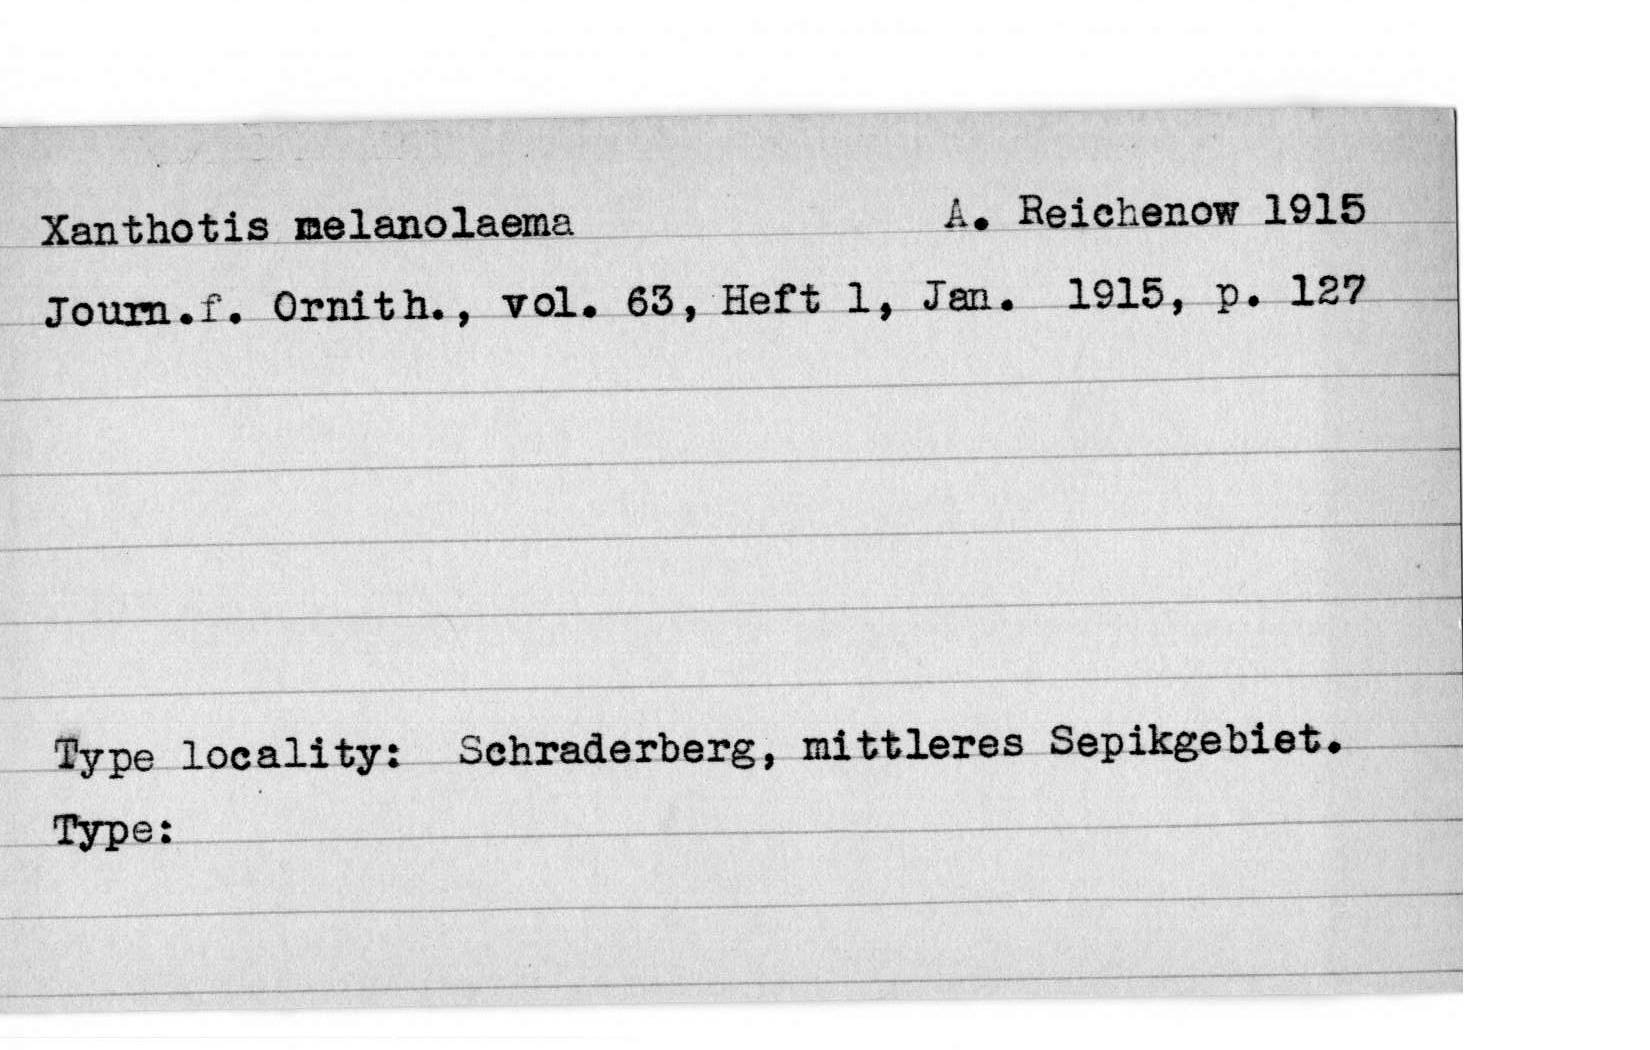 Xanthotis melanolaema A. Reichenow 1915
Journ.f. Ornith., vol. 63, Heft 1, Jan. 1915, p. 127
Type locality: Schraderberg, mittleres Sepikgebiet.
Type: